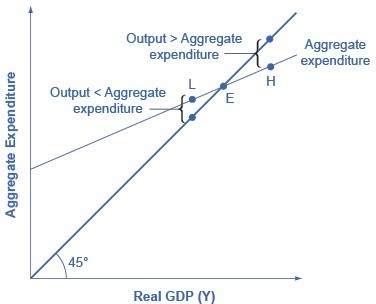 Output > Aggregate
expenditure
Aggregate
expenditure
Output < Aggregate
expenditure
L
H
E
45°
Aggregate Expenditure
Real GDP (Y)